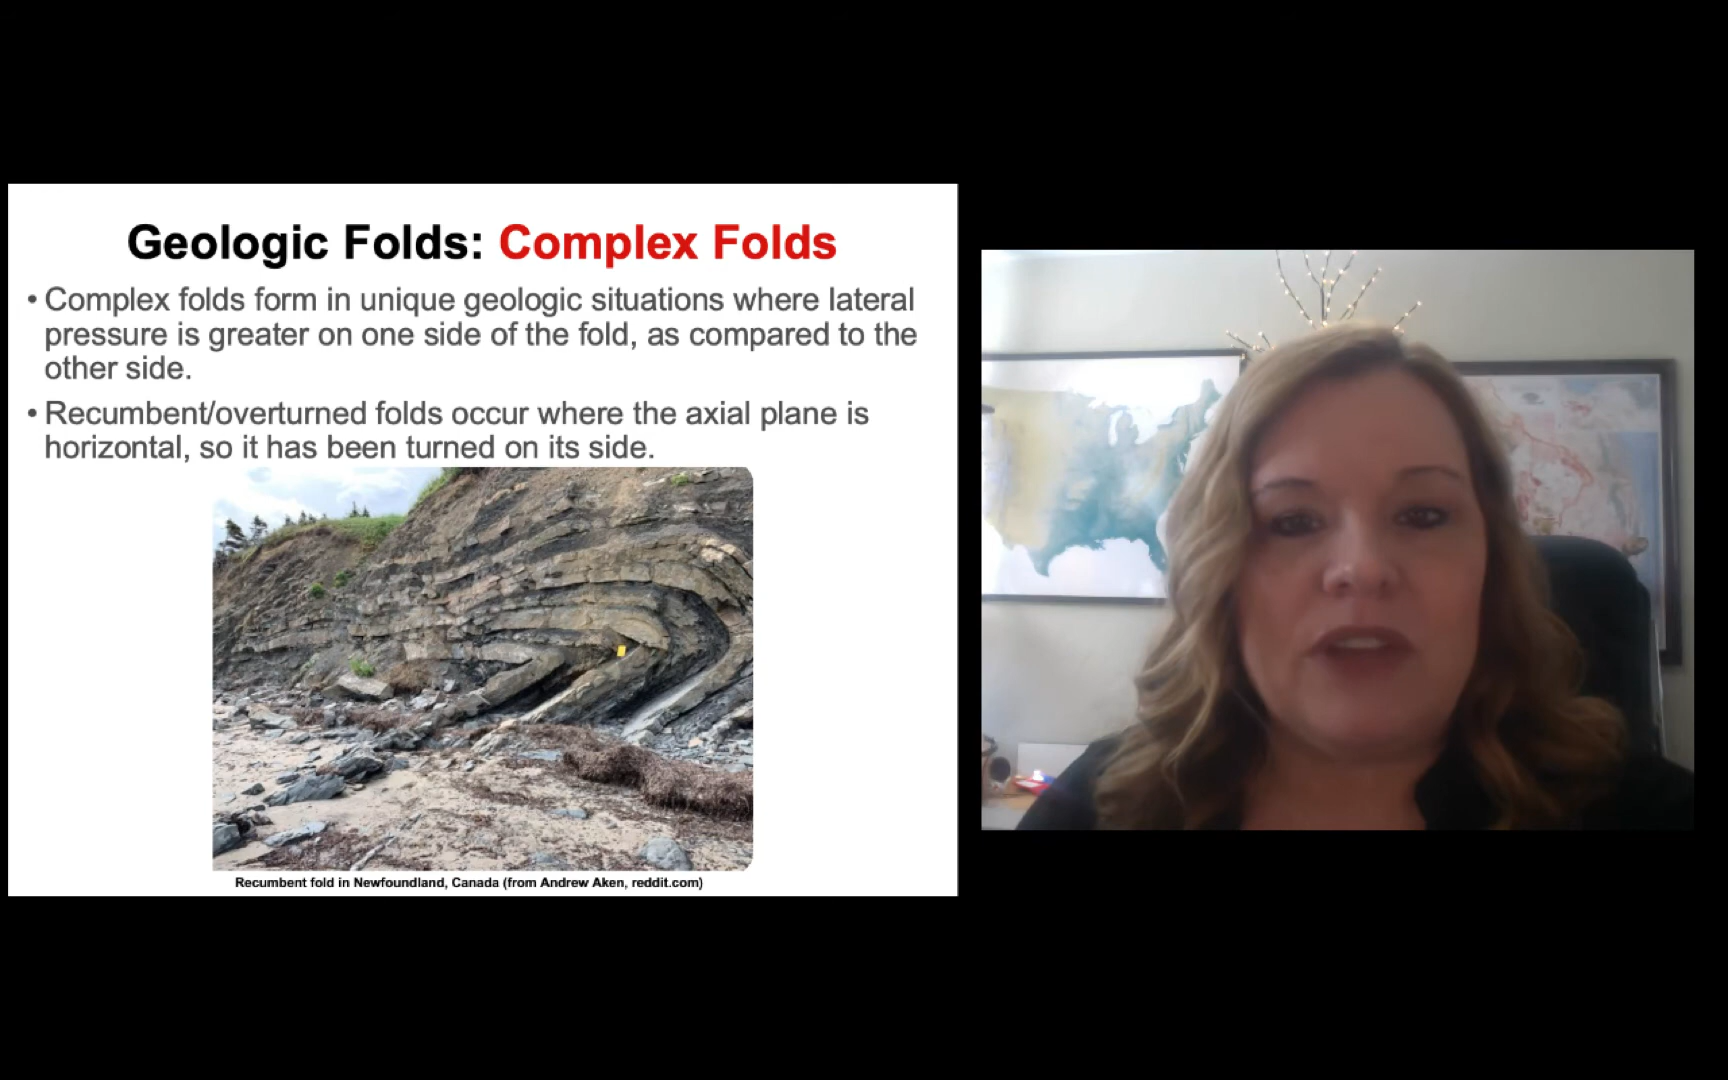 Geologic Folds: Complex Folds
• Complex folds form in unique geologic situations where lateral
pressure is greater on one side of the fold, as compared to the
other side.
• Recumbent/overturned folds occur where the axial plane is
horizontal, so it has been turned on its side.
Recumbent fold in Newfoundland, Canada (from Andrew Aken, reddit.com)